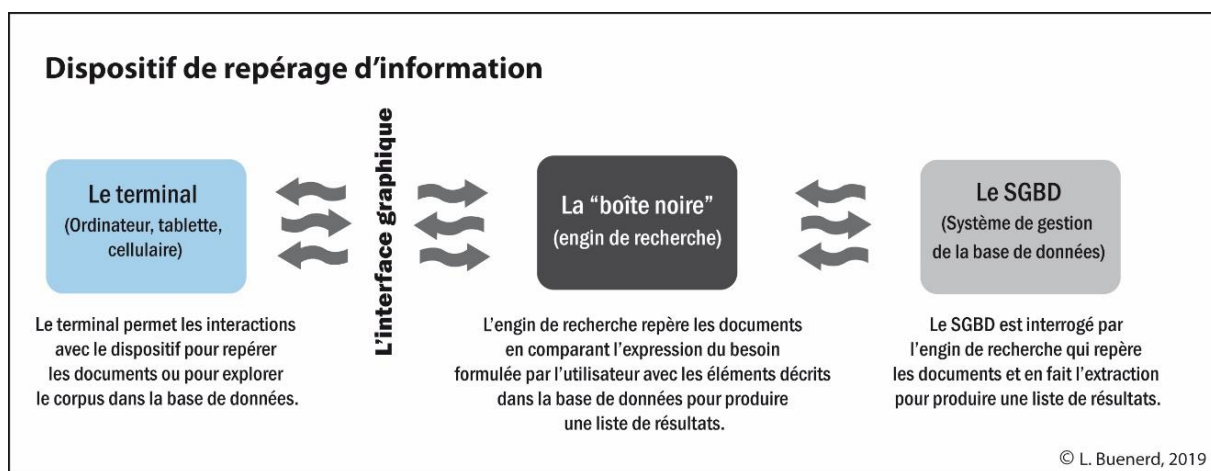 Dispositif de repérage d’information
Le terminal
(Ordinateur, tablette,
cellulaire)
Le terminal permet les interactions
avec le dispositif pour repérer
les documents ou pour explorer
le corpus dans la base de données.
L’interface graphique
La “boîte noire”
(engin de recherche)
L’engin de recherche repère les documents
en comparant l’expression du besoin
formulée par l’utilisateur avec les éléments décrits
dans la base de données pour produire
une liste de résultats.
Le SGBD
(Système de gestion
de la base de données)
Le SGBD est interrogé par
l’engin de recherche qui repère
les documents et en fait l’extraction
pour produire une liste de résultats.
© L. Buenerd, 2019